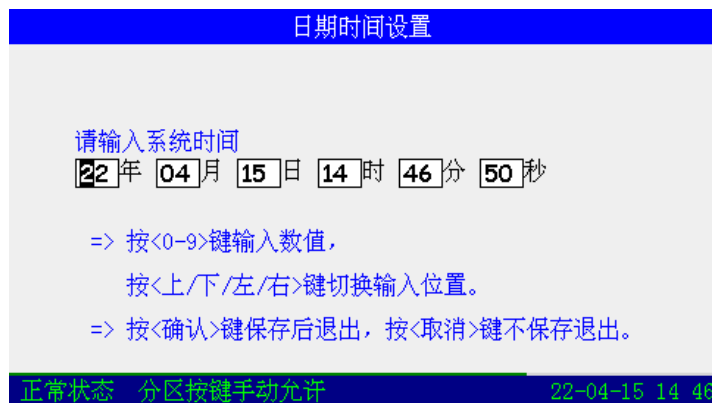 日期时间设置
请输入系统时间
22年 04月 15日 14时 46分 50秒
=> 按<0-9>键输入数值，
按<上/下/左/右>键切换输入位置。
=> 按<确认>键保存后退出，按<取消>键不保存退出。
正常状态 分区按键手动允许 22-04-15 14 46